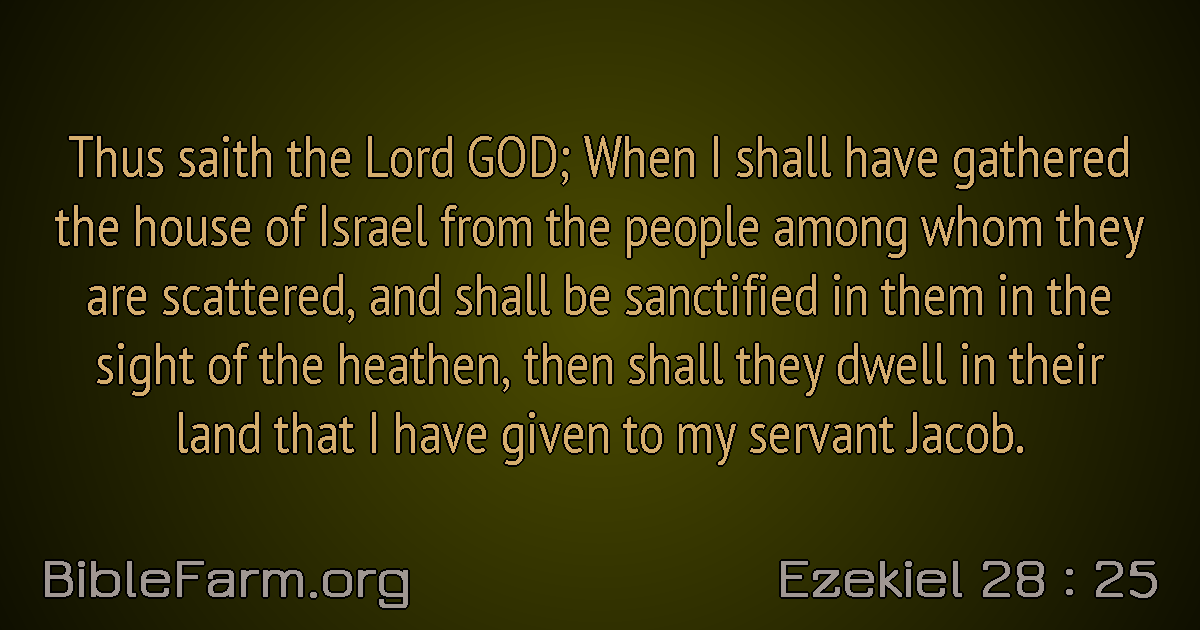 Thus saith the Lord GOD; When I shall have gathered
the house of Israel from the people among whom they
are scattered, and shall be sanctified in them in the
sight of the heathen, then shall they dwell in their
land that I have given to my servant Jacob.
BibleFarm.org
Ezekiel 28 : 25